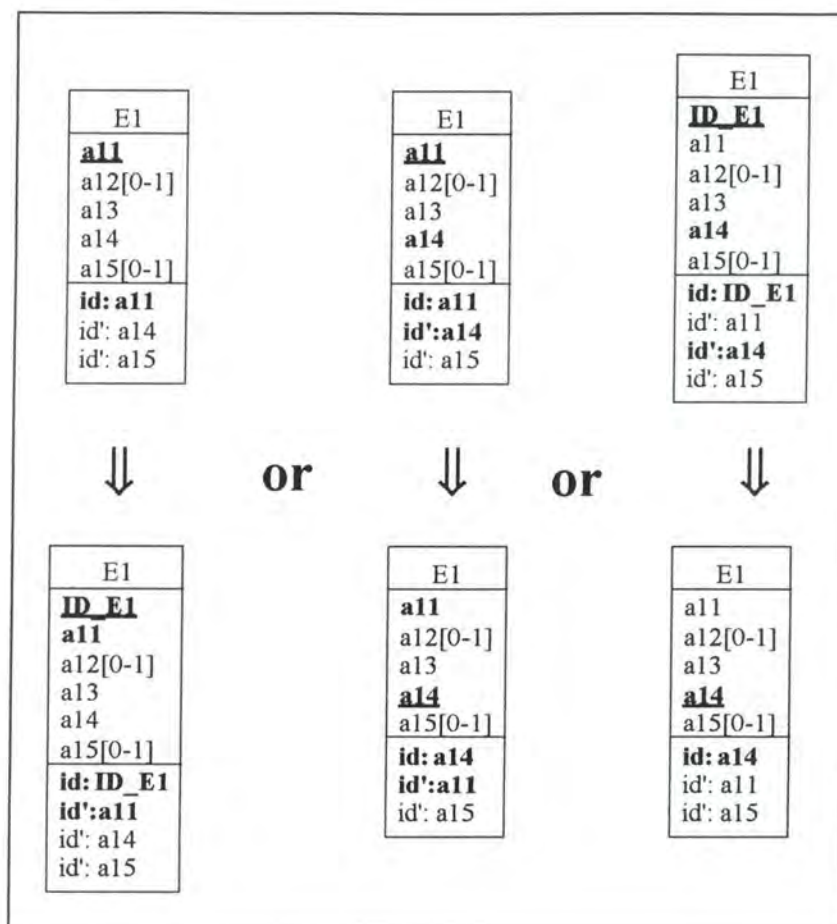 E1
a11
a12[0-1]
a13
a14
a15[0-1]
id: a11
id': a14
id': a15
E1
a11
a12[0-1]
a13
a14
a15[0-1]
id: a11
id':a14
id': a15
E1
ID_E1
a11
a12[0-1]
a13
a14
a15[0-1]
id: ID_E1
id': a11
id':a14
id': a15
⇓ or ⇓ or ⇓
E1
ID_E1
a11
a12[0-1]
a13
a14
a15[0-1]
id: ID_E1
id':a11
id': a14
id': a15
E1
a11
a12[0-1]
a13
a14
a15[0-1]
id: a14
id':a11
id': a15
E1
a11
a12[0-1]
a13
a14
a15[0-1]
id: a14
id': a11
id': a15